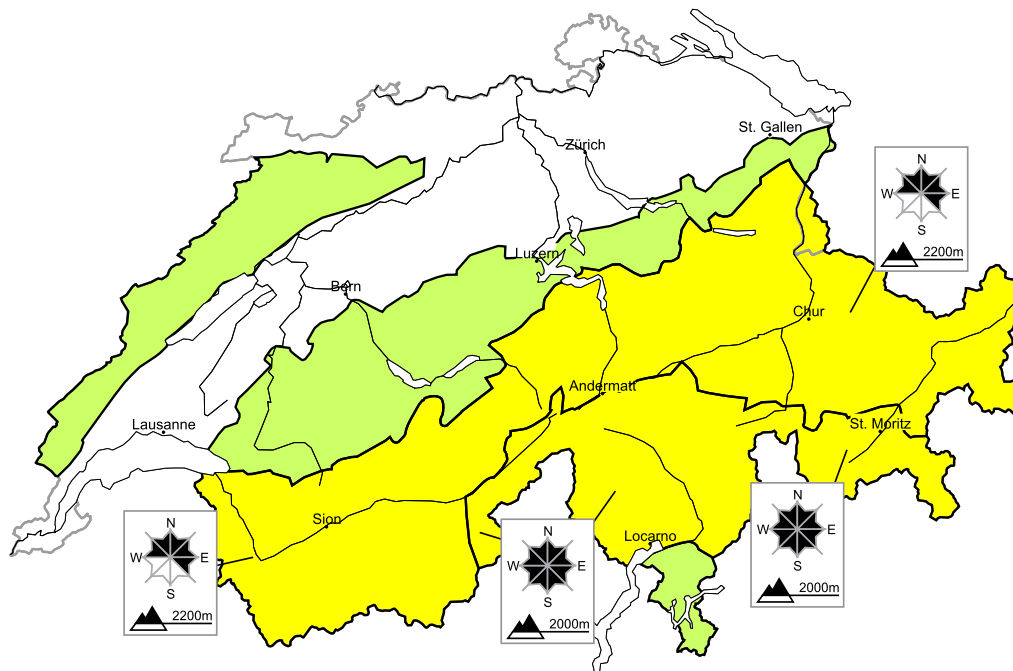 St. Gallen
Zürich
N
W E
S
2200m
Luzern
Bern
Chur
Andermatt
Lausanne
St. Moritz
Sion
Locarno
N
W E
S
2200m
N
W E
S
2000m
N
W E
S
2000m